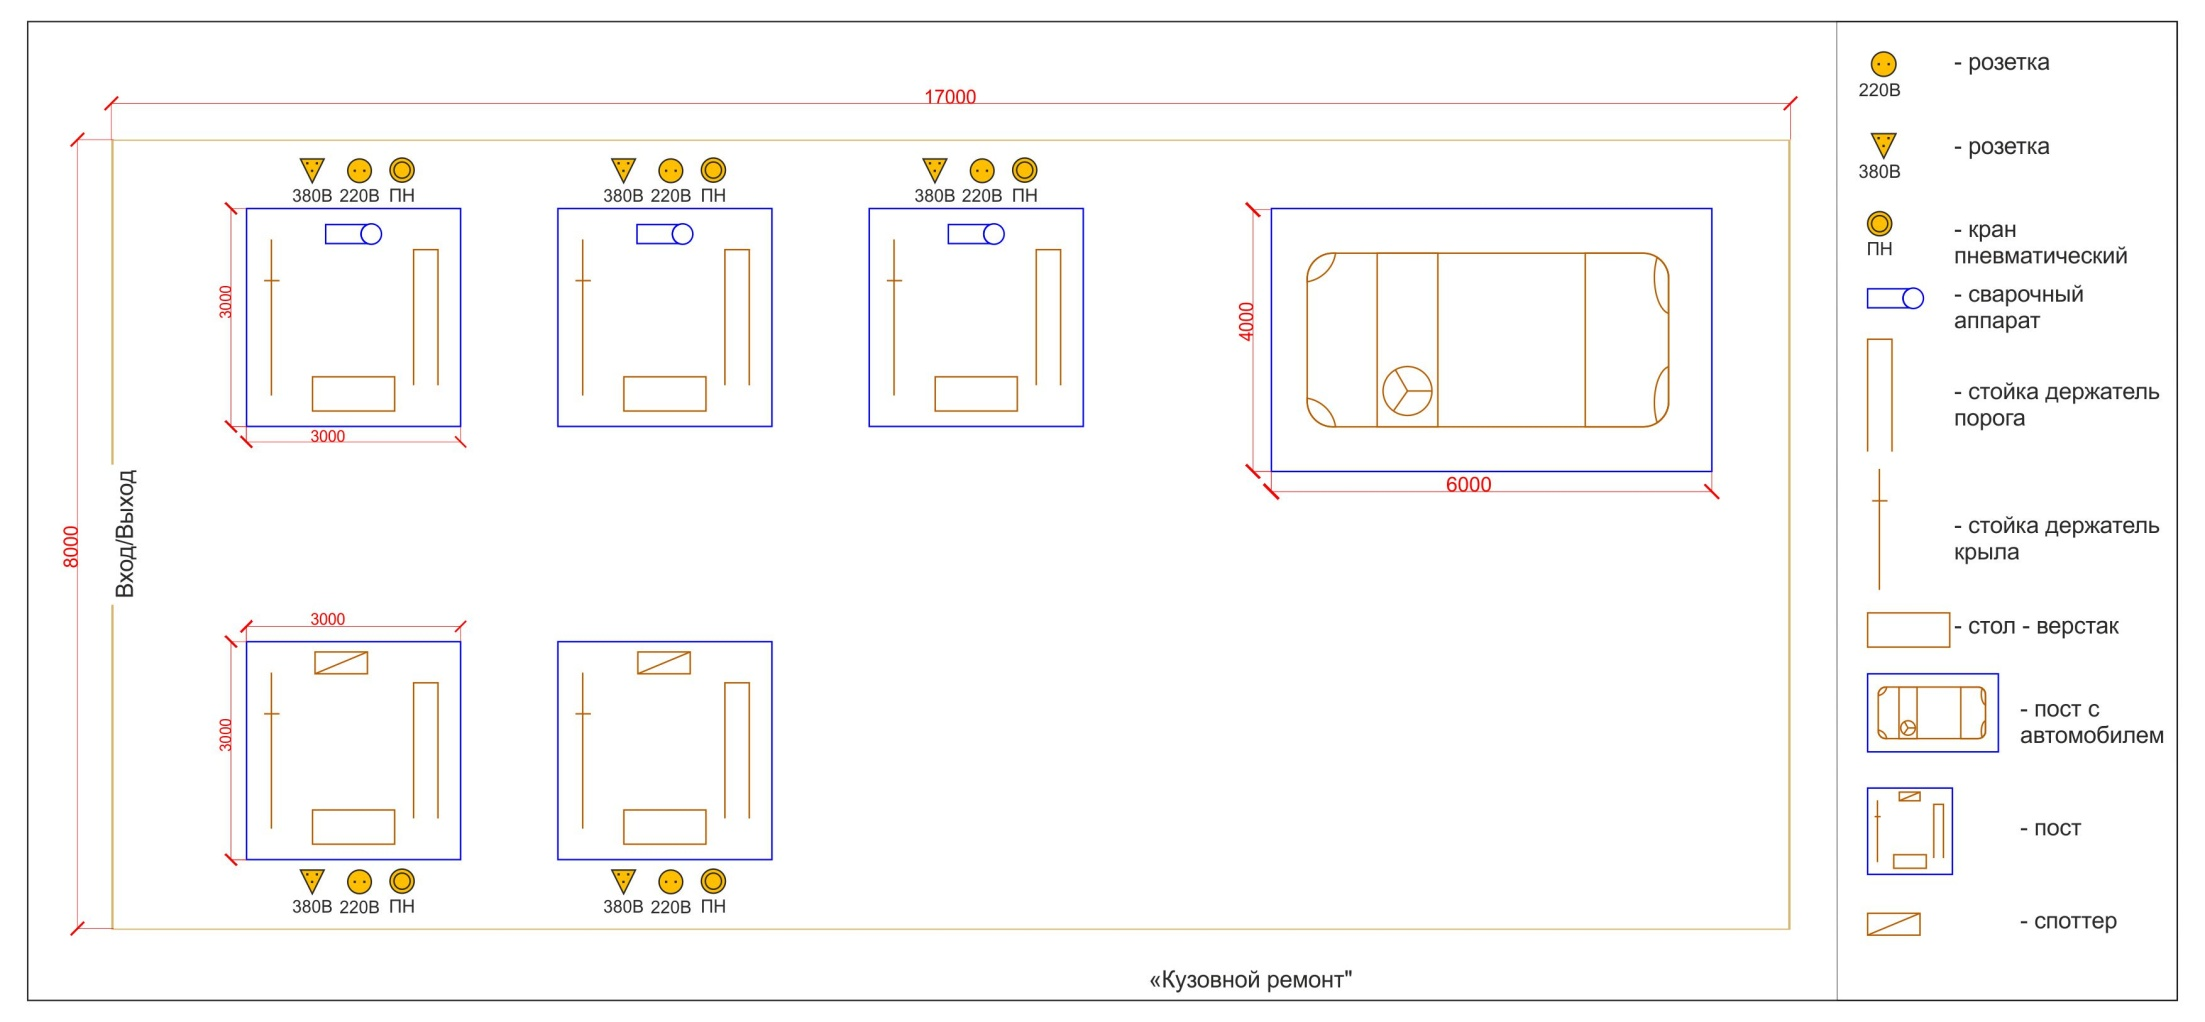 17000
380В 220В ПН
380В 220В ПН
380В 220В ПН
3000
3000
4000
6000
8000
Вход/Выход
3000
3000
380В 220В ПН
380В 220В ПН
«Кузовной ремонт"
220В
- розетка
380В
- розетка
ПН
- кран
пневматический
- сварочный
аппарат
- стойка держатель
порога
- стойка держатель
крыла
- стол - верстак
- пост с
автомобилем
- пост
- споттер